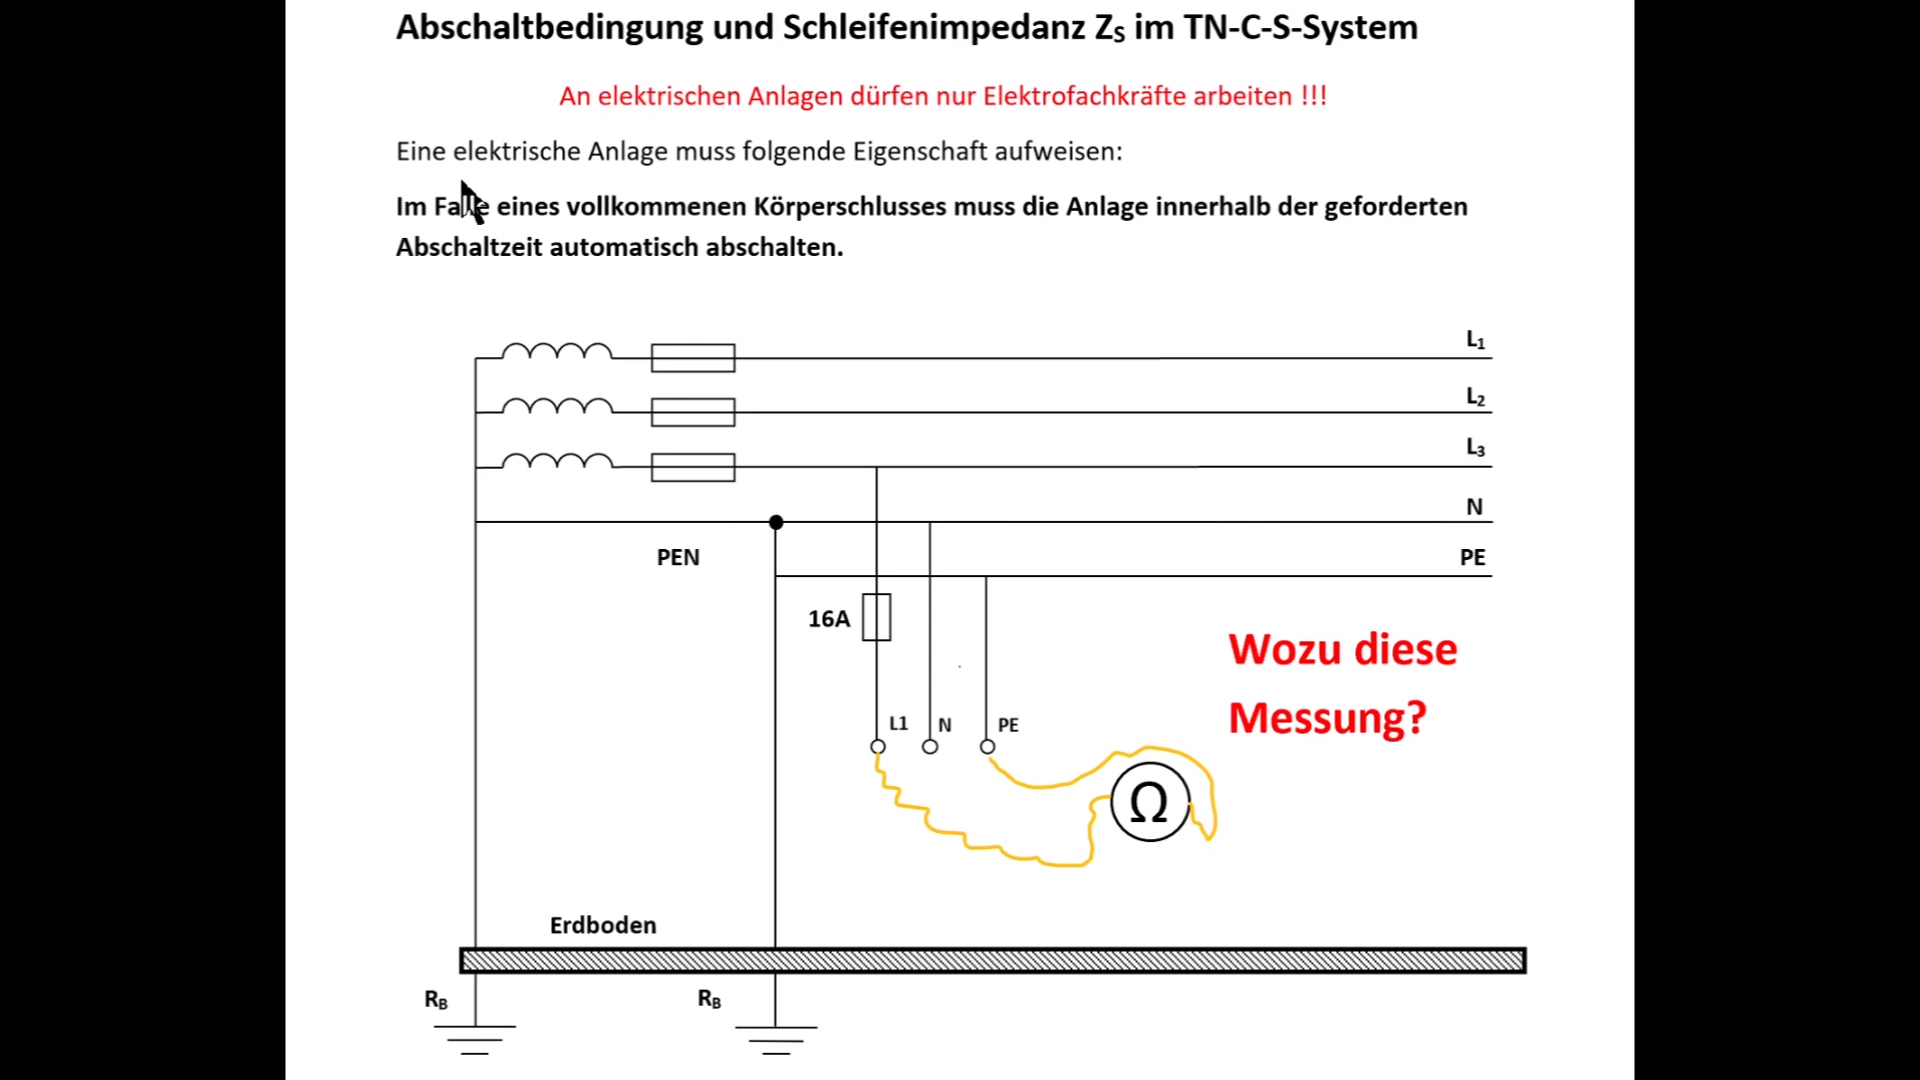 Abschaltbedingung und Schleifenimpedanz ZS im TN-C-S-System
An elektrischen Anlagen dürfen nur Elektrofachkräfte arbeiten !!!
Eine elektrische Anlage muss folgende Eigenschaft aufweisen:
Im Falle eines vollkommenen Körperschlusses muss die Anlage innerhalb der geforderten
Abschaltzeit automatisch abschalten.
L1
L2
L3
N
PEN
PE
16A
Wozu diese
Messung?
L1 N PE
Ω
Erdboden
RB
RB